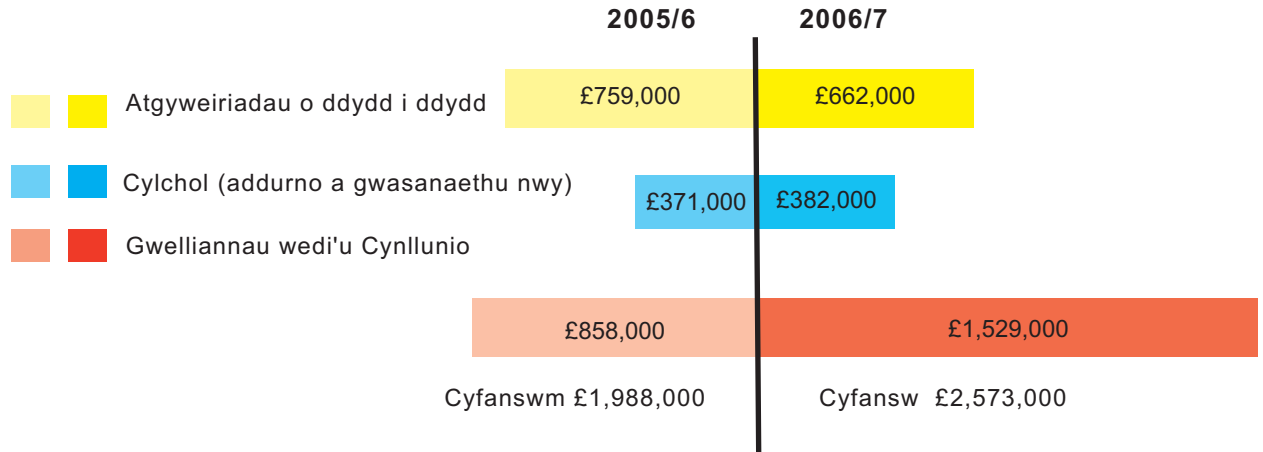 2005/6 2006/7
Atgyweiriadau o ddydd i ddydd £759,000 £662,000
Cylchol (addurno a gwasanaethu nwy) £371,000 £382,000
Gwelliannau wedi'u Cynllunio
£858,000 £1,529,000
Cyfanswm £1,988,000 Cyfansw £2,573,000